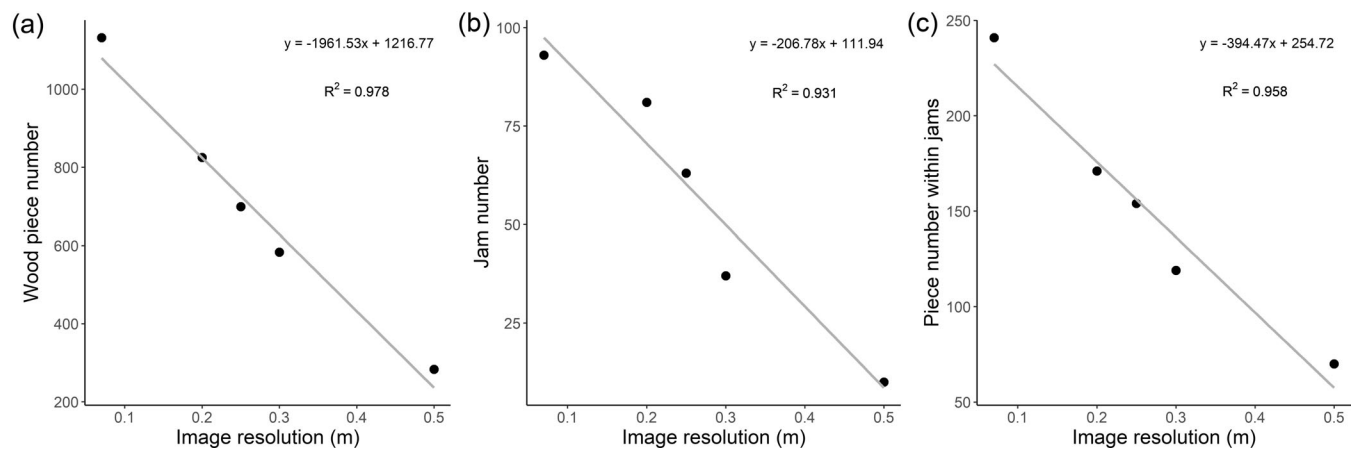 (a)
y = -1961.53x + 1216.77
R² = 0.978
Wood piece number
1000
800
600
400
200
0.1 0.2 0.3 0.4 0.5
Image resolution (m)
(b)
y = -206.78x + 111.94
R² = 0.931
Jam number
100
75
50
25
0.1 0.2 0.3 0.4 0.5
Image resolution (m)
(c)
y = -394.47x + 254.72
R² = 0.958
Piece number within jams
250
200
150
100
50
0.1 0.2 0.3 0.4 0.5
Image resolution (m)